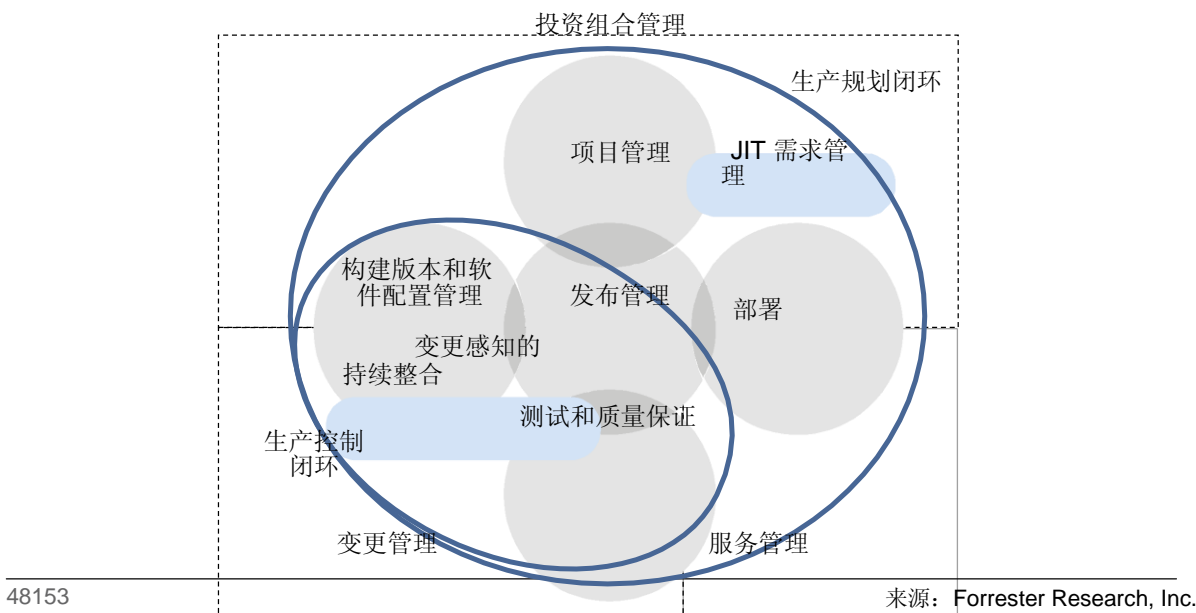 投资组合管理
生产规划闭环
项目管理
JIT 需求管
理
构建版本和软
件配置管理
发布管理
部署
变更感知的
持续整合
测试和质量保证
生产控制
闭环
变更管理
服务管理
48153
来源：Forrester Research, Inc.